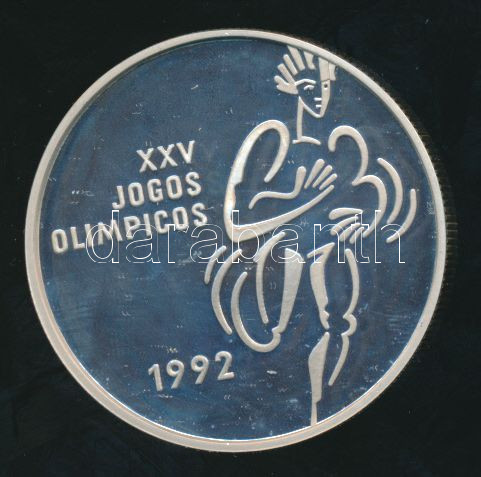 XXV
JOGOS
OLIMPICOS
darabanth
1992